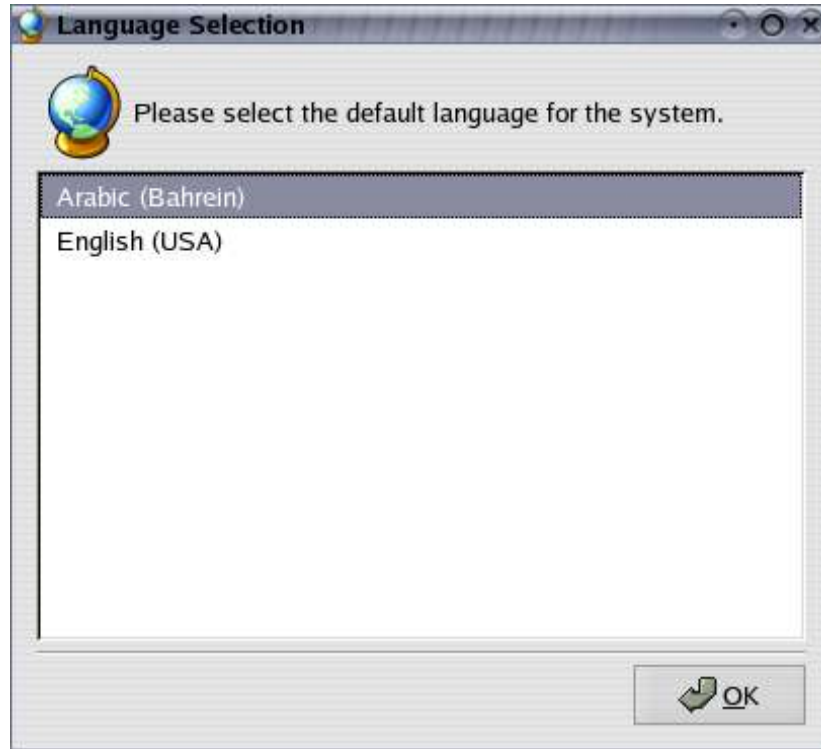 Language Selection
Please select the default language for the system.
Arabic (Bahrein)
English (USA)
OK